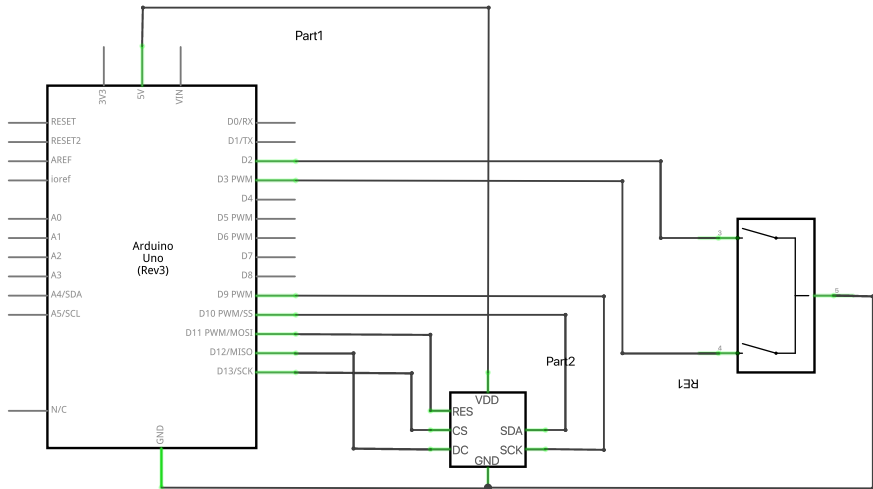 Part1
3V3
5V
VIN
RESET
RESET2
AREF
ioref
A0
A1
A2
A3
A4/SDA
A5/SCL
N/C
GND
Arduino
Uno
(Rev3)
D0/RX
D1/TX
D2
D3 PWM
D4
D5 PWM
D6 PWM
D7
D8
D9 PWM
D10 PWM/SS
D11 PWM/MOSI
D12/MISO
D13/SCK
Part2
VDD
RES
CS
DC
SDA
SCK
GND
3
4
5
RE1